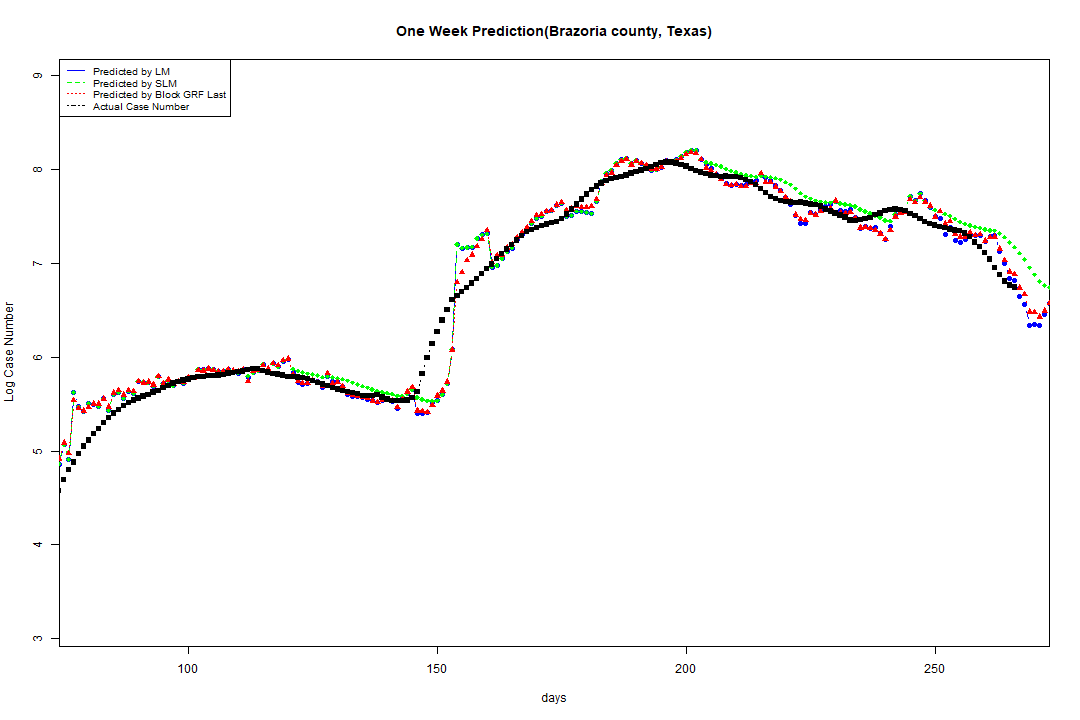 One Week Prediction(Brazoria county, Texas)
Predicted by LM
Predicted by SLM
Predicted by Block GRF Last
Actual Case Number
9
8
7
6
5
4
3
Log Case Number
100 150 200 250
days